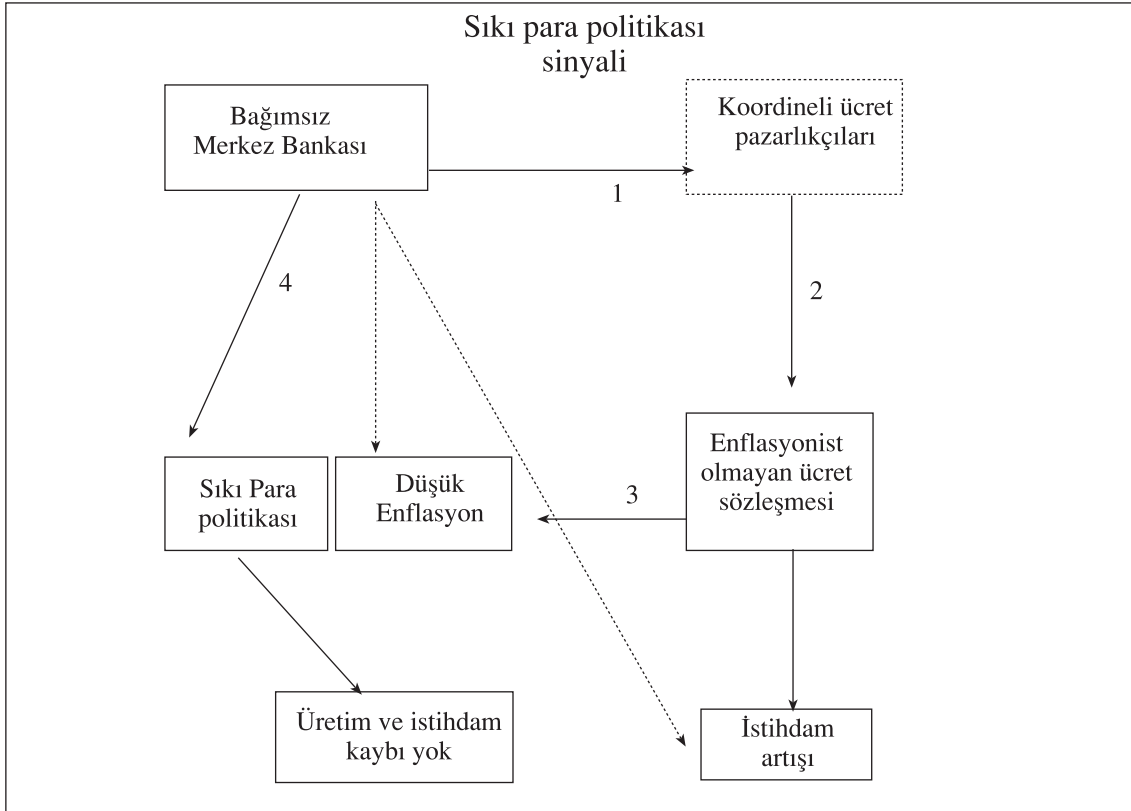 Sıkı para politikası
sinyali
Bağımsız
Merkez Bankası
Koordineli ücret
pazarlıkçıları
1
4
2
Enflasyonist
olmayan ücret
sözleşmesi
3
Sıkı Para
politikası
Düşük
Enflasyon
Üretim ve istihdam
kaybı yok
İstihdam
artışı